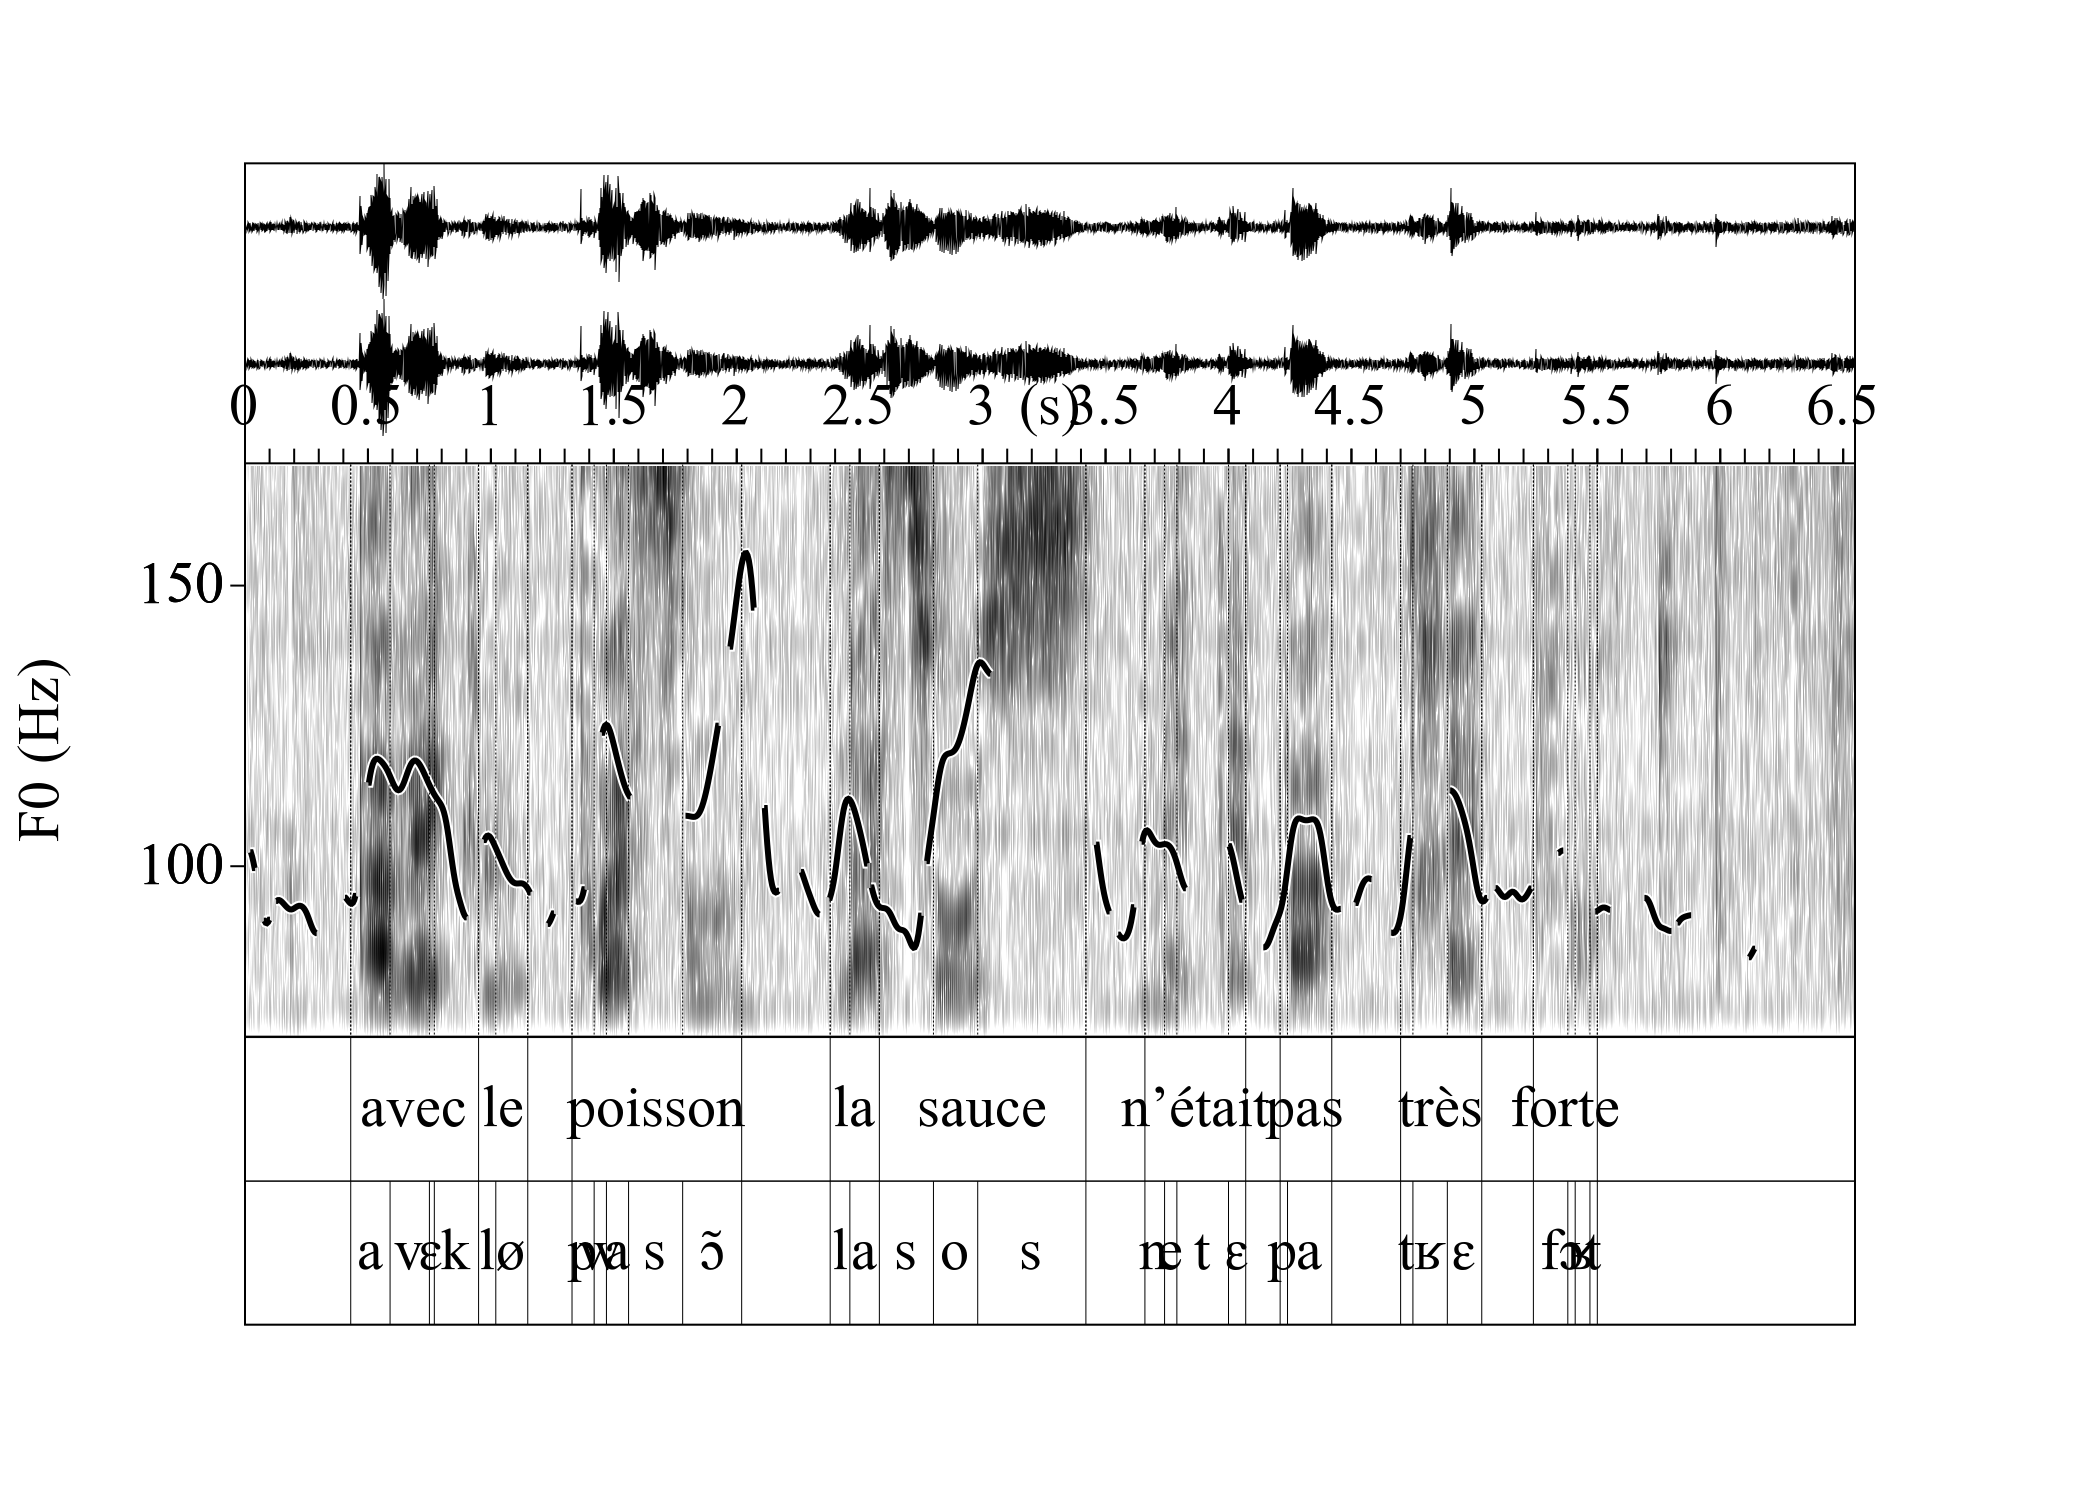 0 0.5 1 1.5 2 2.5 3 (s) 3.5 4 4.5 5 5.5 6 6.5
150
100
F0 (Hz)
avec le poisson la sauce n’était pas très forte
a v ɛ k l ø p w a s ɔ̃ l a s o s n e t ɛ p a t ʁ ɛ f ɔ ʁ t